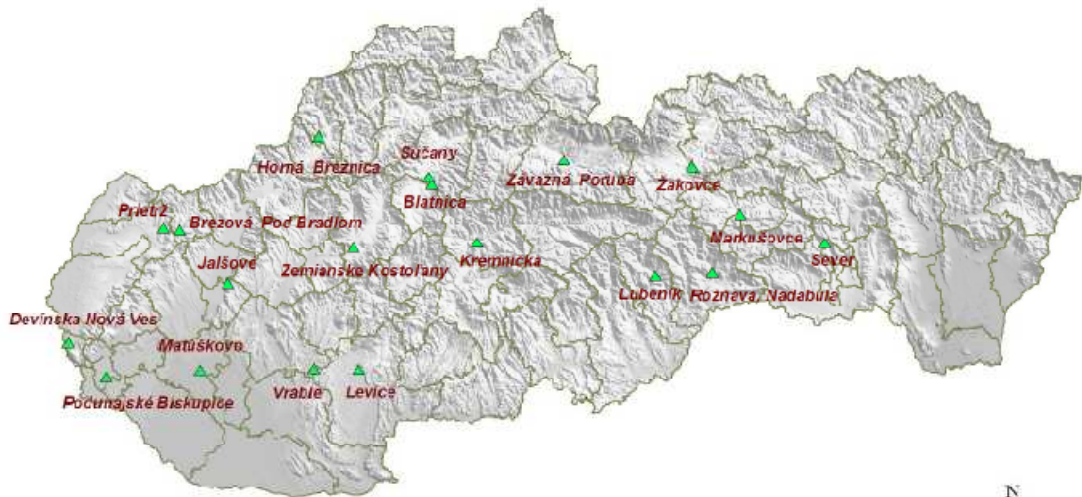 Sučany
Horná Breznica
Závažná Poruba
Žakovce
Blatnica
Prietrž
Brezová Pod Bradlom
Markušovce
Sever
Jalšové
Zemianske Kostoľany
Kremnička
Lubeník
Rožňava, Nadabula
Devínska Nová Ves
Matúškovo
Vráble
Levice
Podunajské Biskupice
N